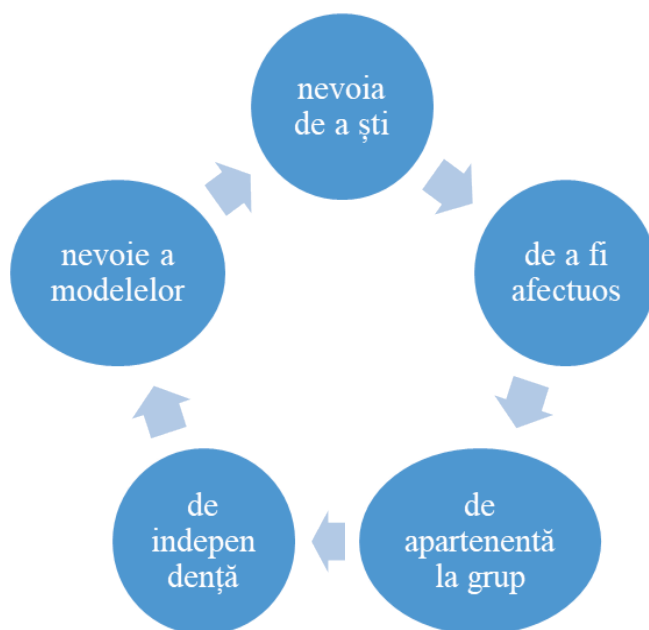 nevoia
de a ști
de a fi
afectuos
de
apartenentă
la grup
de
indepen
dență
nevoie a
modelelor